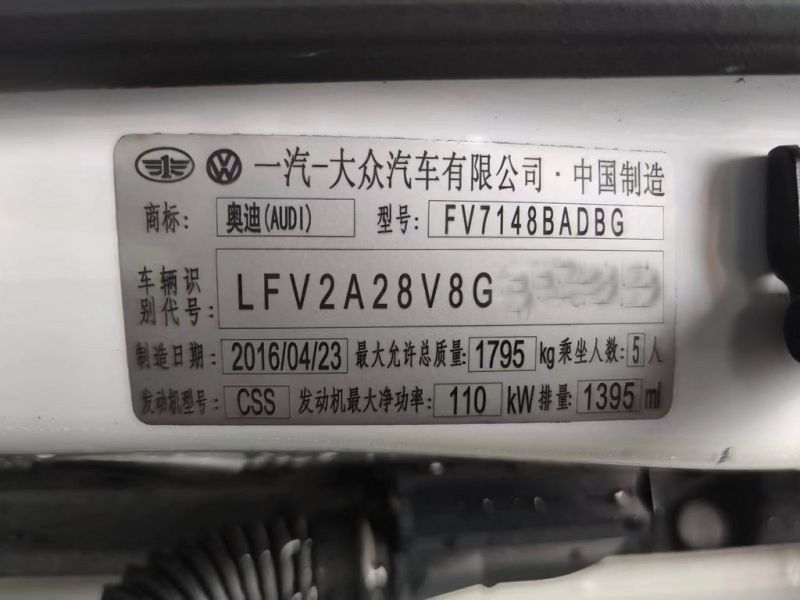 一汽-大众汽车有限公司·中国制造
商标: 奥迪(AUDI) 型号: FV7148BADBG
车辆识别代号: LFV2A28V8G
制造日期: 2016/04/23 最大允许总质量: 1795 kg 乘坐人数: 5 人
发动机型号: CSS 发动机最大净功率: 110 kW 排量: 1395 ml